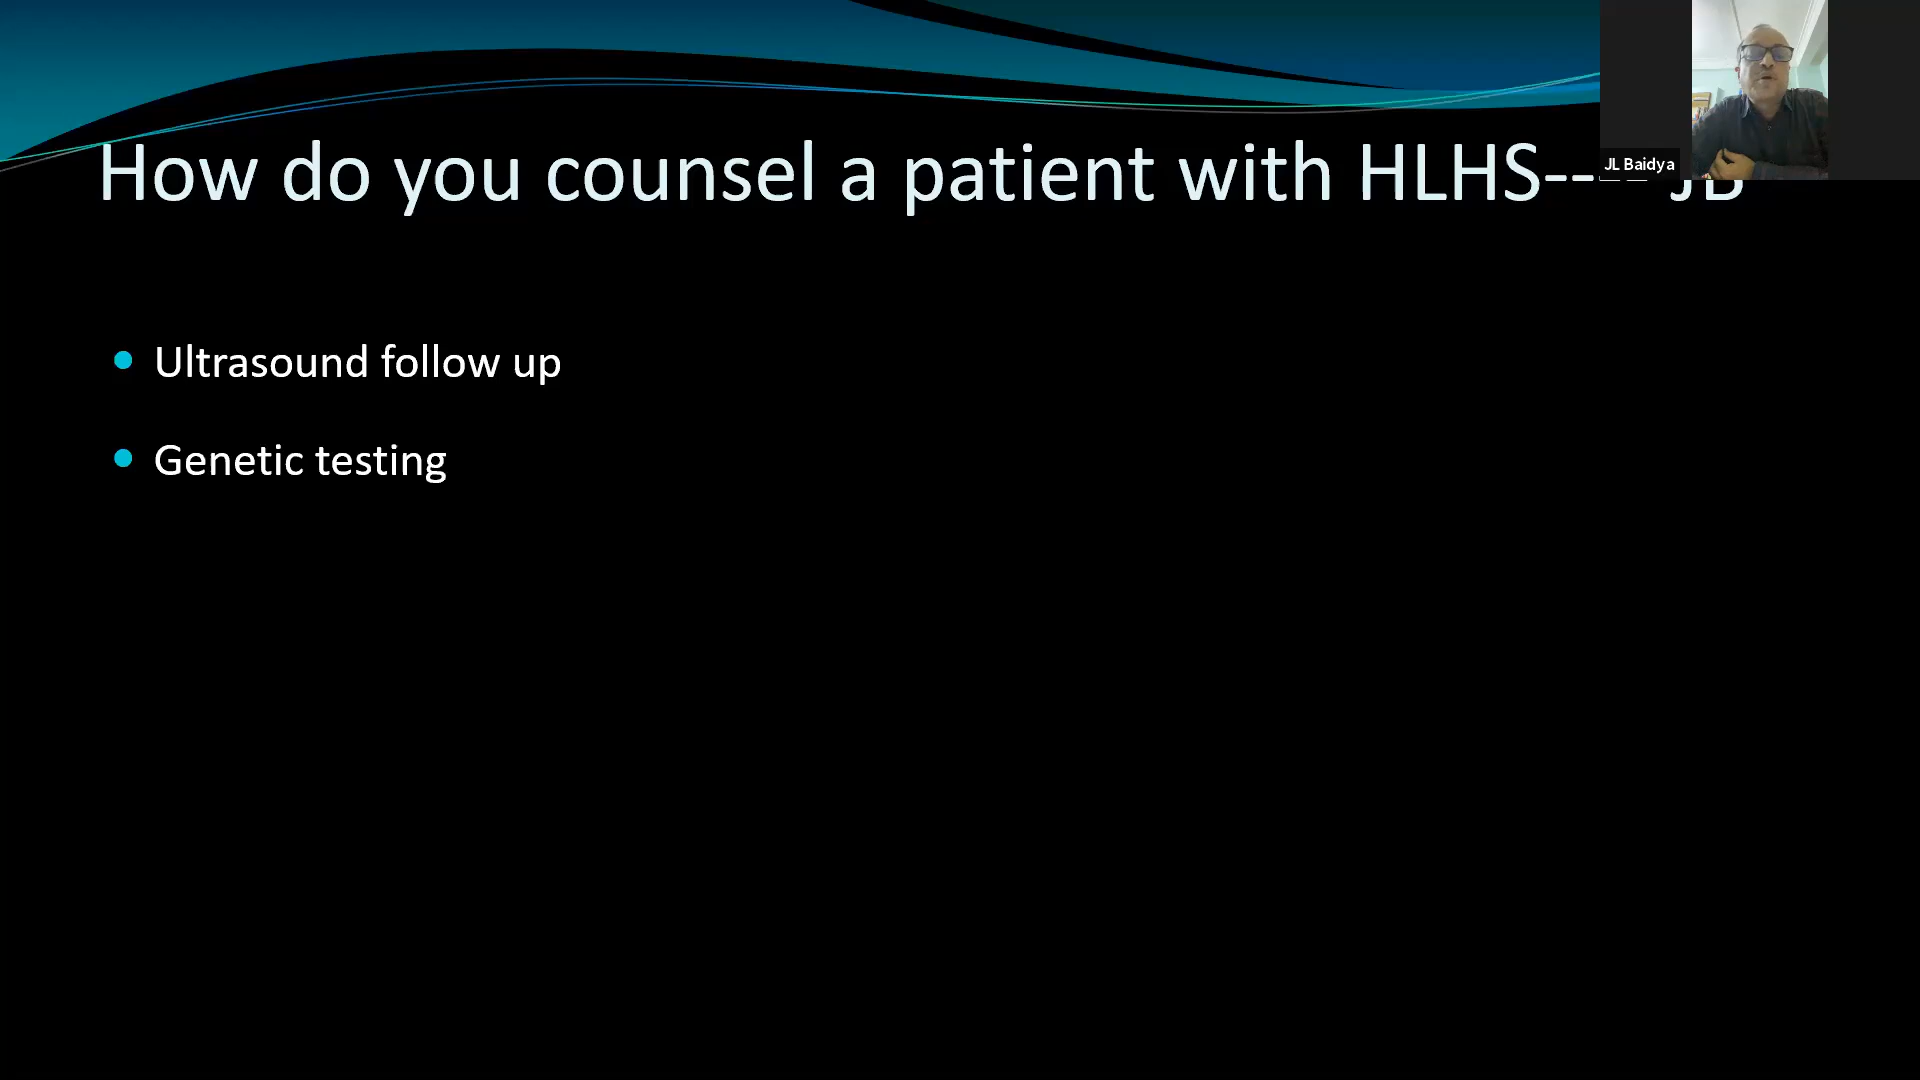 How do you counsel a patient with HLHS---- JB
JL Baidya
Ultrasound follow up
Genetic testing